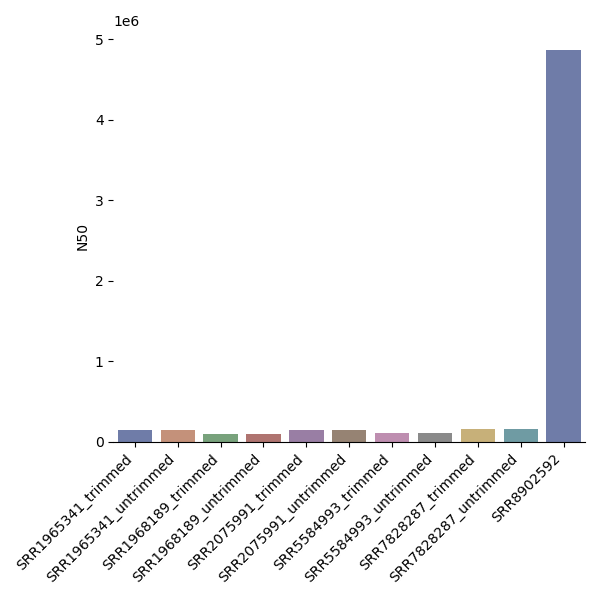 1e6
5
4
3
2
1
0
N50
SRR1965341_trimmed
SRR1965341_untrimmed
SRR1968189_trimmed
SRR1968189_untrimmed
SRR2075991_trimmed
SRR2075991_untrimmed
SRR5584993_trimmed
SRR5584993_untrimmed
SRR7828287_trimmed
SRR7828287_untrimmed
SRR8902592